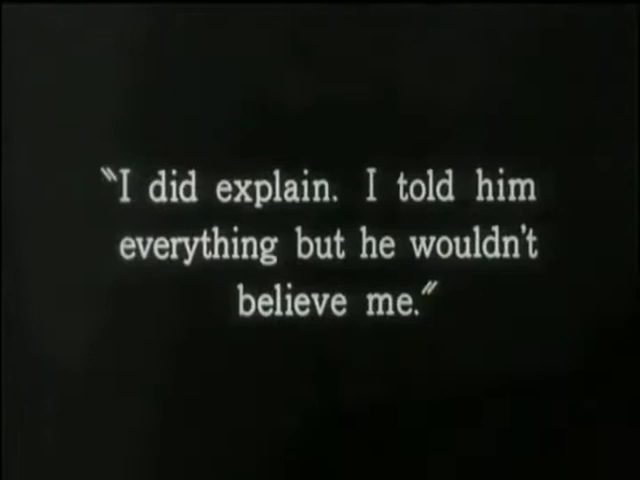 "I did explain. I told him
everything but he wouldn't
believe me."